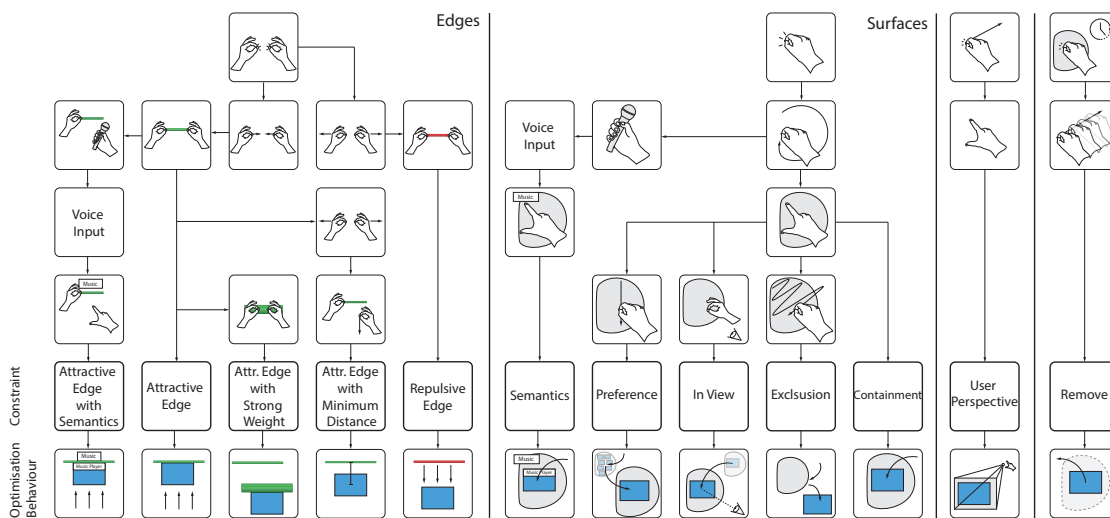 Edges
Surfaces
Voice
Input
Voice
Input
Music
Music
Constraint
Attractive
Edge
with
Semantics
Attractive
Edge
Attr. Edge
with
Strong
Weight
Attr. Edge
with
Minimum
Distance
Repulsive
Edge
Semantics
Preference
In View
Exclsusion
Containment
User
Perspective
Remove
Optimisation
Behaviour
Music
Music Player
Music
Music Player